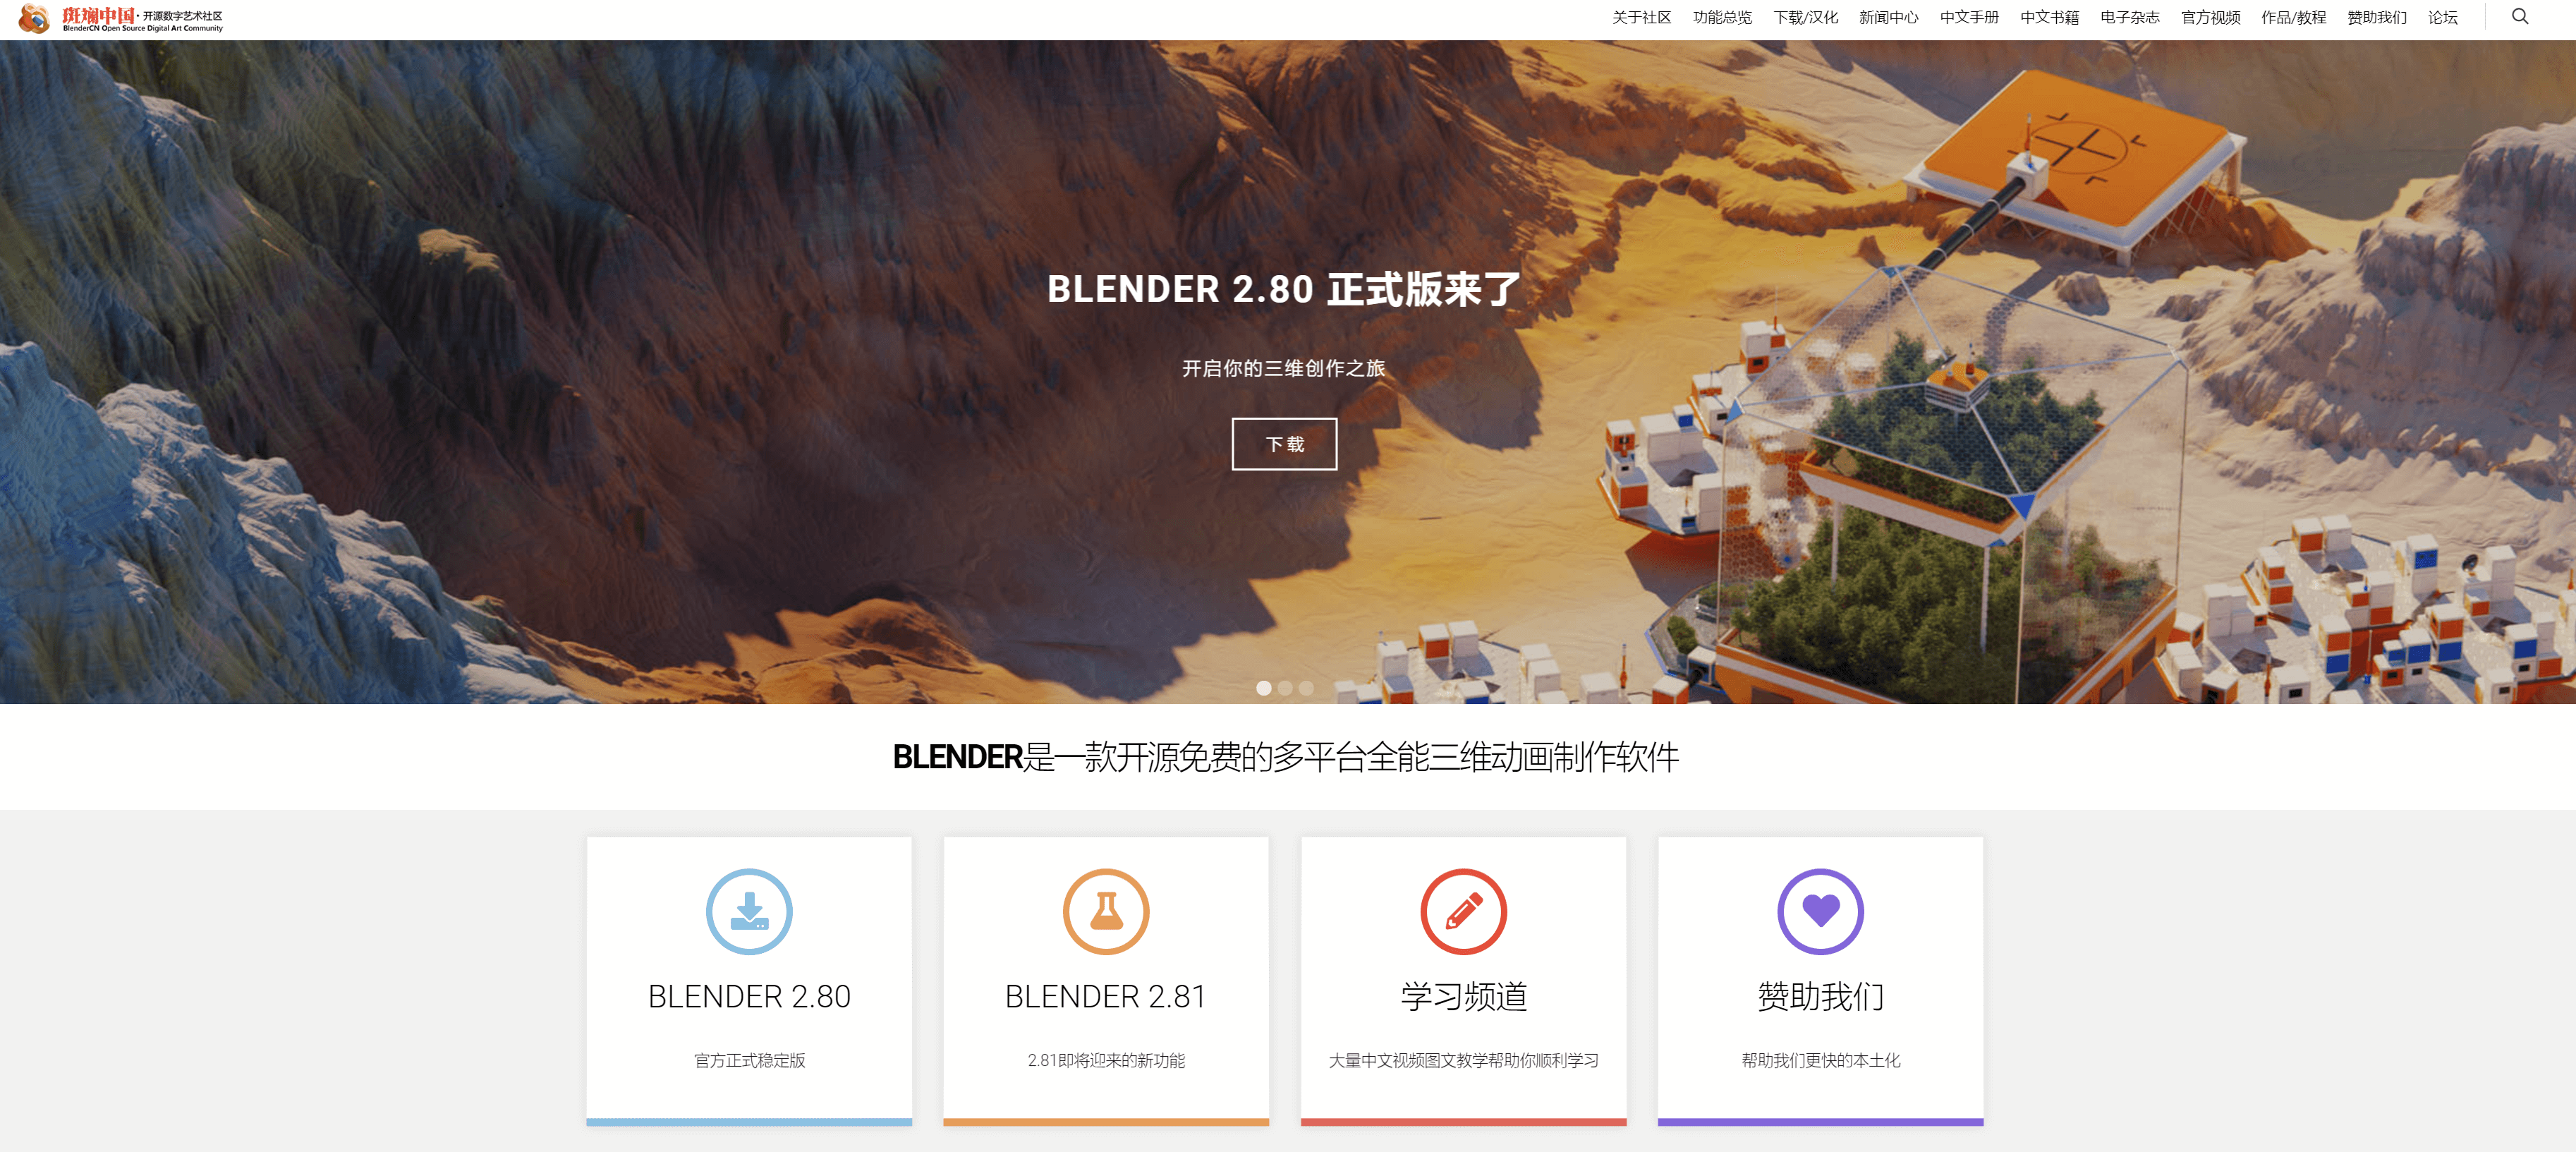 斑斓中国·开源数字艺术社区
BlenderCN Open Source Digital Art Community
关于社区 功能总览 下载/汉化 新闻中心 中文手册 中文书籍 电子杂志 官方视频 作品/教程 赞助我们 论坛
BLENDER 2.80 正式版来了
开启你的三维创作之旅
下载
BLENDER是一款开源免费的多平台全能三维动画制作软件
BLENDER 2.80
官方正式稳定版
BLENDER 2.81
2.81即将迎来的新功能
学习频道
大量中文视频图文教学帮助你顺利学习
赞助我们
帮助我们更快的本土化